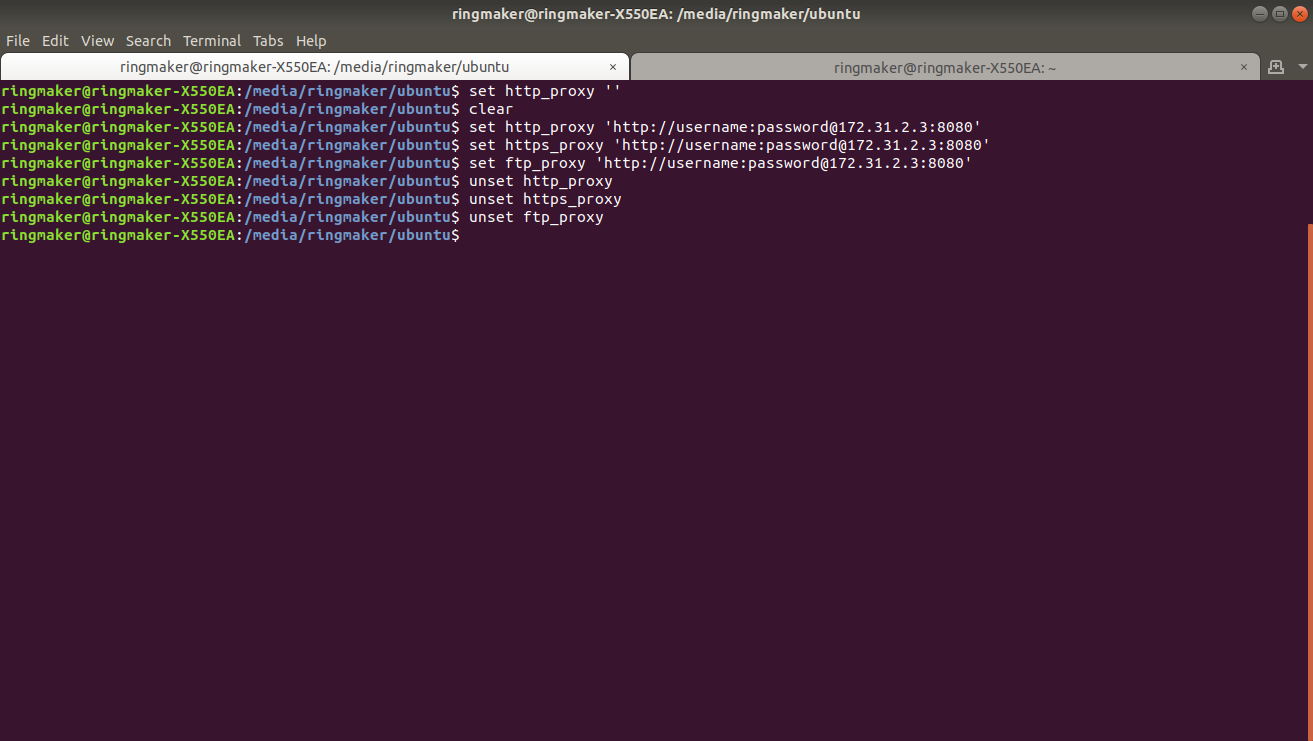 ringmaker@ringmaker-X550EA: /media/ringmaker/ubuntu
File Edit View Search Terminal Tabs Help
ringmaker@ringmaker-X550EA: /media/ringmaker/ubuntu × ringmaker@ringmaker-X550EA: ~ ×
ringmaker@ringmaker-X550EA:/media/ringmaker/ubuntu$ set http_proxy ''
ringmaker@ringmaker-X550EA:/media/ringmaker/ubuntu$ clear
ringmaker@ringmaker-X550EA:/media/ringmaker/ubuntu$ set http_proxy 'http://username:password@172.31.2.3:8080'
ringmaker@ringmaker-X550EA:/media/ringmaker/ubuntu$ set https_proxy 'http://username:password@172.31.2.3:8080'
ringmaker@ringmaker-X550EA:/media/ringmaker/ubuntu$ set ftp_proxy 'http://username:password@172.31.2.3:8080'
ringmaker@ringmaker-X550EA:/media/ringmaker/ubuntu$ unset http_proxy
ringmaker@ringmaker-X550EA:/media/ringmaker/ubuntu$ unset https_proxy
ringmaker@ringmaker-X550EA:/media/ringmaker/ubuntu$ unset ftp_proxy
ringmaker@ringmaker-X550EA:/media/ringmaker/ubuntu$